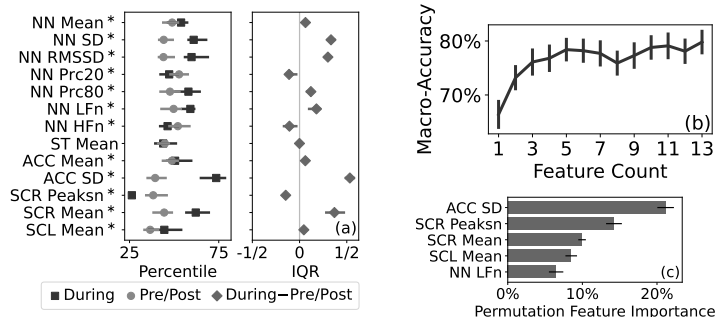 NN Mean *
NN SD *
NN RMSSD *
NN Prc20 *
NN Prc80 *
NN LFn *
NN HFn *
ST Mean
ACC Mean *
ACC SD *
SCR Peaksn *
SCR Mean *
SCL Mean *
25 75
Percentile
-1/2 0 1/2
IQR
(a)
During Pre/Post During−Pre/Post
Macro-Accuracy
80%
70%
(b)
1 3 5 7 9 11 13
Feature Count
ACC SD
SCR Peaksn
SCR Mean
SCL Mean
NN LFn
(c)
0% 10% 20%
Permutation Feature Importance